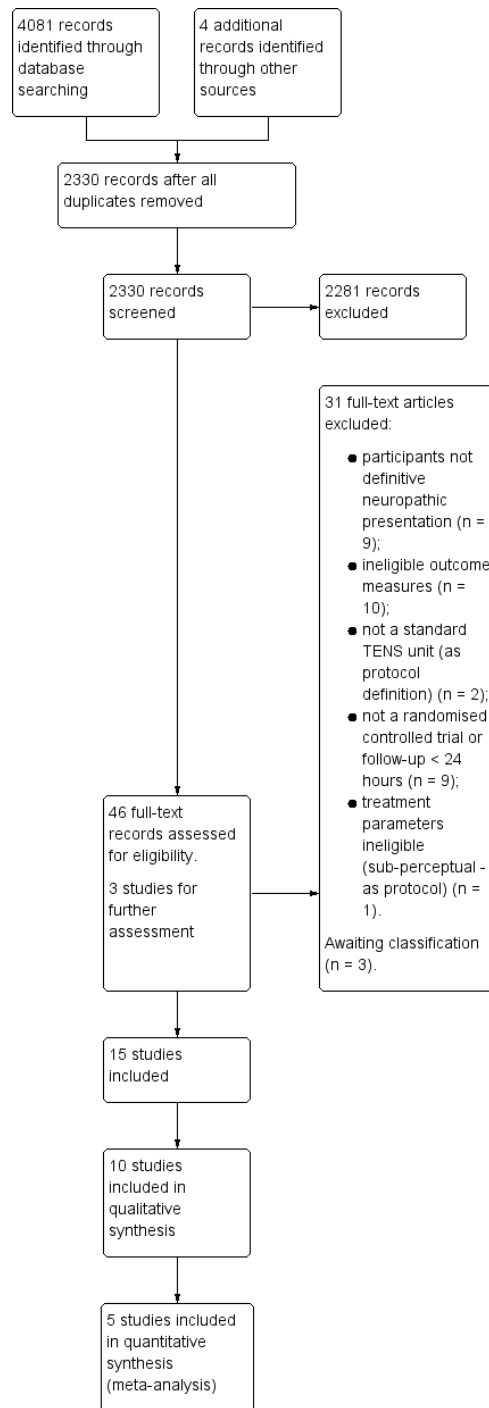 4081 records
identified through
database
searching
4 additional
records identified
through other
sources
2330 records after all
duplicates removed
2330 records
screened
2281 records
excluded
31 full-text articles
excluded:
● participants not
definitive
neuropathic
presentation (n =
9);
● ineligible outcome
measures (n =
10);
● not a standard
TENS unit (as
protocol
definition) (n = 2);
● not a randomised
controlled trial or
follow-up < 24
hours (n = 9);
● treatment
parameters
ineligible
(sub-perceptual -
as protocol) (n =
1).
Awaiting classification
(n = 3).
46 full-text
records assessed
for eligibility.
3 studies for
further
assessment
15 studies
included
10 studies
included in
qualitative
synthesis
5 studies included
in quantitative
synthesis
(meta-analysis)